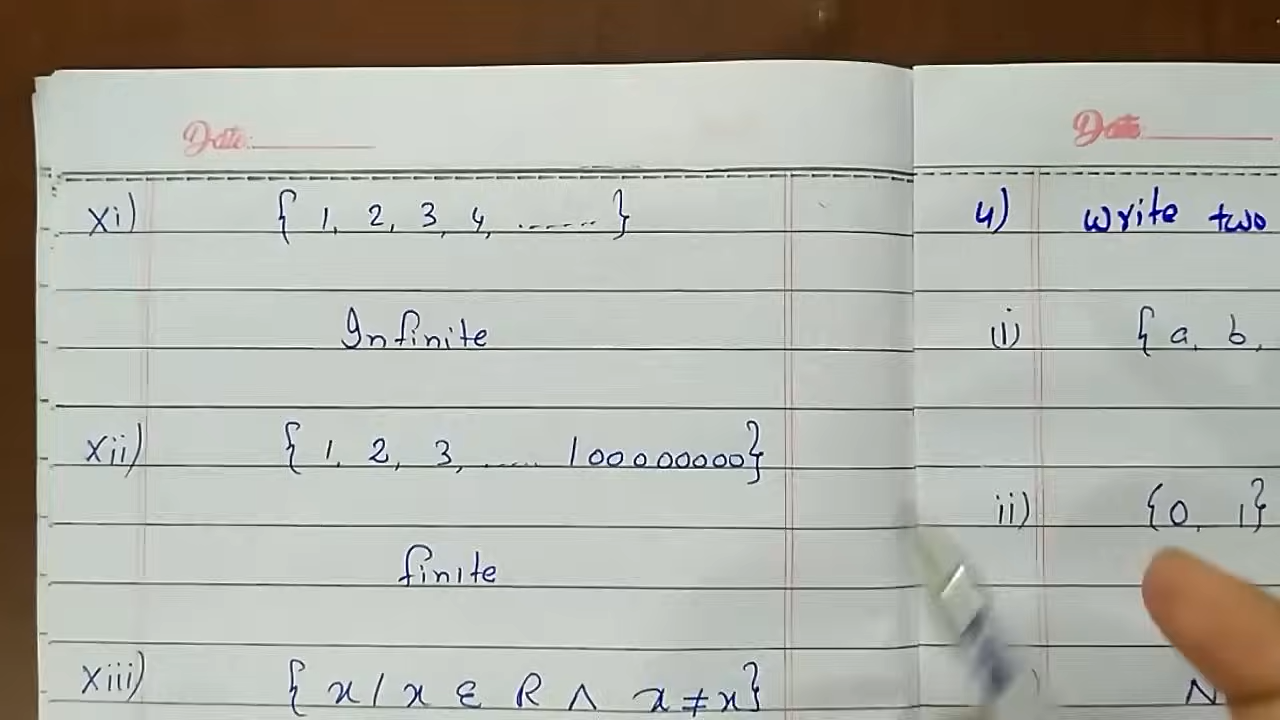 Date:
xi) { 1, 2, 3, 4, ...... }
Infinite
xii) { 1, 2, 3, ..... 100000000}
finite
xiii) { x / x ∈ R ∧ x ≠ x}
Date
4) write two
(i) { a, b,
ii) {0, 1}
N